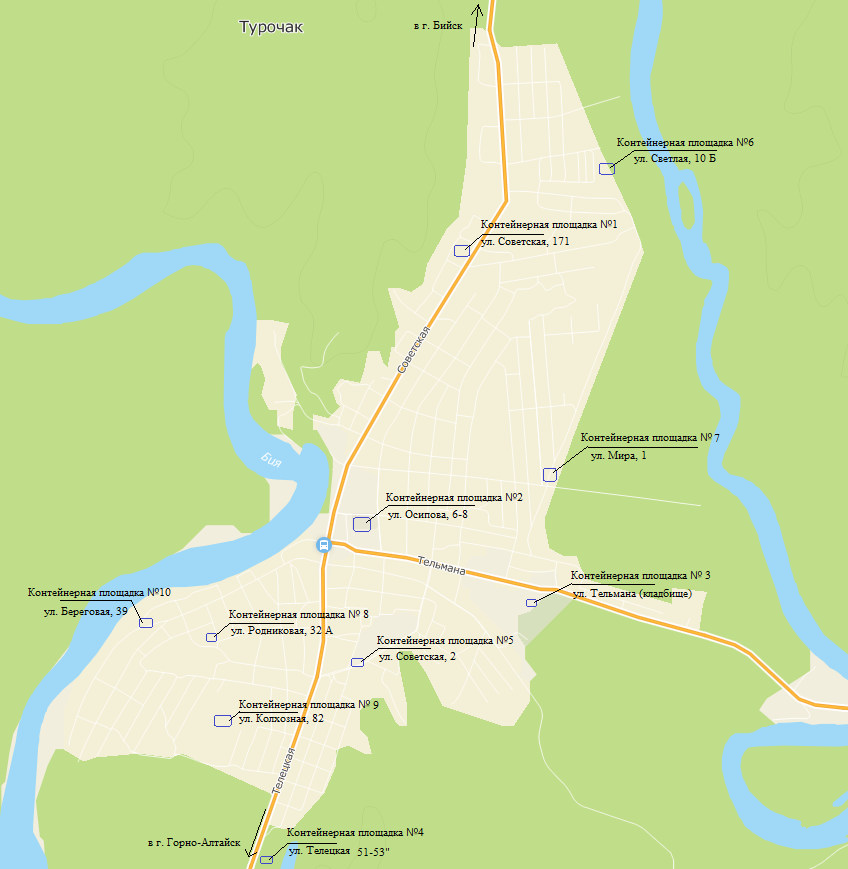 в г. Бийск
Турочак
Контейнерная площадка №6
ул. Светлая, 10 Б
Контейнерная площадка №1
ул. Советская, 171
Советская
Контейнерная площадка № 7
ул. Мира, 1
Бия
Контейнерная площадка №2
ул. Осипова, 6-8
Тельмана
Контейнерная площадка № 3
ул. Тельмана (кладбище)
Контейнерная площадка №10
ул. Береговая, 39
Контейнерная площадка № 8
ул. Родниковая, 32 А
Контейнерная площадка №5
ул. Советская, 2
Контейнерная площадка № 9
ул. Колхозная, 82
Телецкая
Контейнерная площадка №4
в г. Горно-Алтайск
ул. Телецкая 51-53"